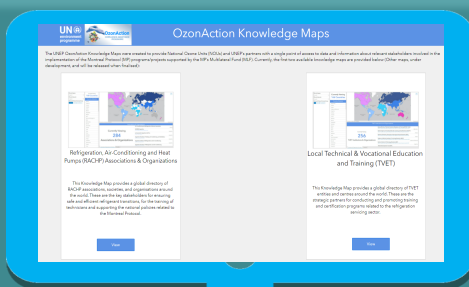 UN
environment
programme
OzonAction
OzonAction Knowledge Maps
The UNEP OzonAction Knowledge Maps were created to provide National Ozone Units (NOUs) and UNEP's partners with a single point of access to data and information about relevant stakeholders involved in the
implementation of the Montreal Protocol (MP) programs/projects supported by the MP's Multilateral Fund (MLF). Currently, the first two available knowledge maps are provided below (Other maps, under
development, and will be released when finalised):
256
Refrigeration, Air-Conditioning and Heat
Pumps (RACHP) Associations & Organizations
This Knowledge Map provides a global directory of
RACHP associations, societies, and organisations around
the world. These are the key stakeholders for ensuring
safe and efficient refrigerant transitions, for the training of
technicians and supporting the national policies related to
the Montreal Protocol.
View
256
Local Technical & Vocational Education
and Training (TVET)
This Knowledge Map provides a global directory of TVET
entities and centres around the world. These are the
strategic partners for conducting and promoting training
and certification programs related to the refrigeration
servicing sector.
View